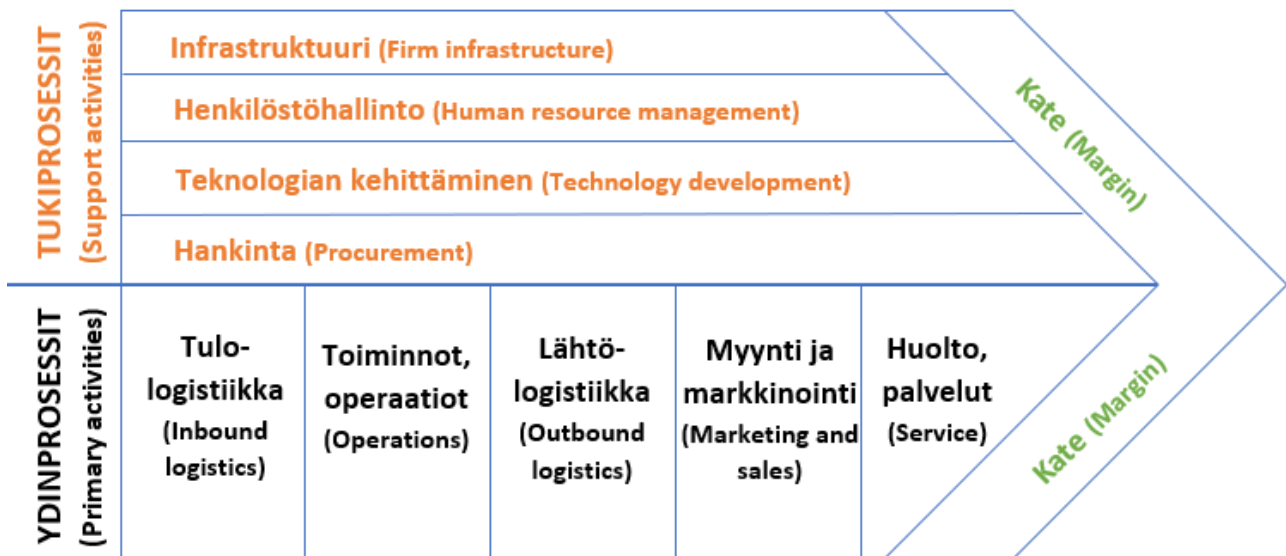 TUKIPROSESSIT
(Support activities)
Infrastruktuuri (Firm infrastructure)
Henkilöstöhallinto (Human resource management)
Teknologian kehittäminen (Technology development)
Hankinta (Procurement)
Kate (Margin)
YDINPROSESSIT
(Primary activities)
Tulo-
logistiikka
(Inbound
logistics)
Toiminnot,
operaatiot
(Operations)
Lähtö-
logistiikka
(Outbound
logistics)
Myynti ja
markkinointi
(Marketing and
sales)
Huolto,
palvelut
(Service)
Kate (Margin)